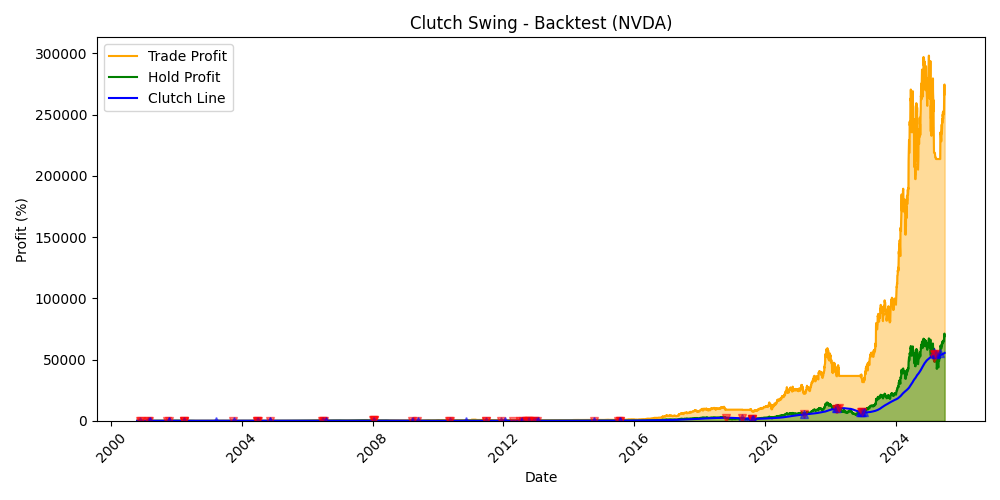 Clutch Swing - Backtest (NVDA)
Trade Profit
Hold Profit
Clutch Line
Profit (%)
300000
250000
200000
150000
100000
50000
0
2000
2004
2008
2012
2016
2020
2024
Date